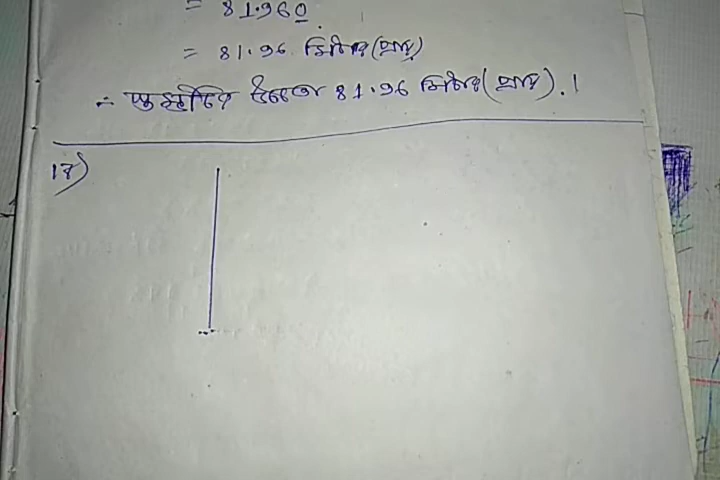 = 81.960
= 81.96 মিটার (প্রায়)
∴ স্তম্ভটির উচ্চতা 81.96 মিটার (প্রায়)।
17)